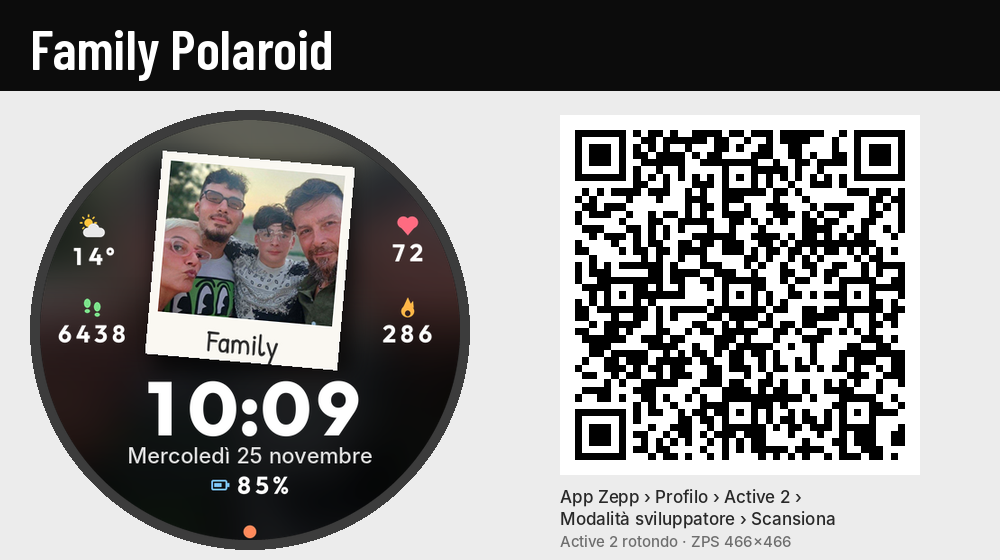 Family Polaroid
14°
72
6438
286
Family
10:09
Mercoledì 25 novembre
85%
App Zepp › Profilo › Active 2 ›
Modalità sviluppatore › Scansiona
Active 2 rotondo · ZPS 466×466